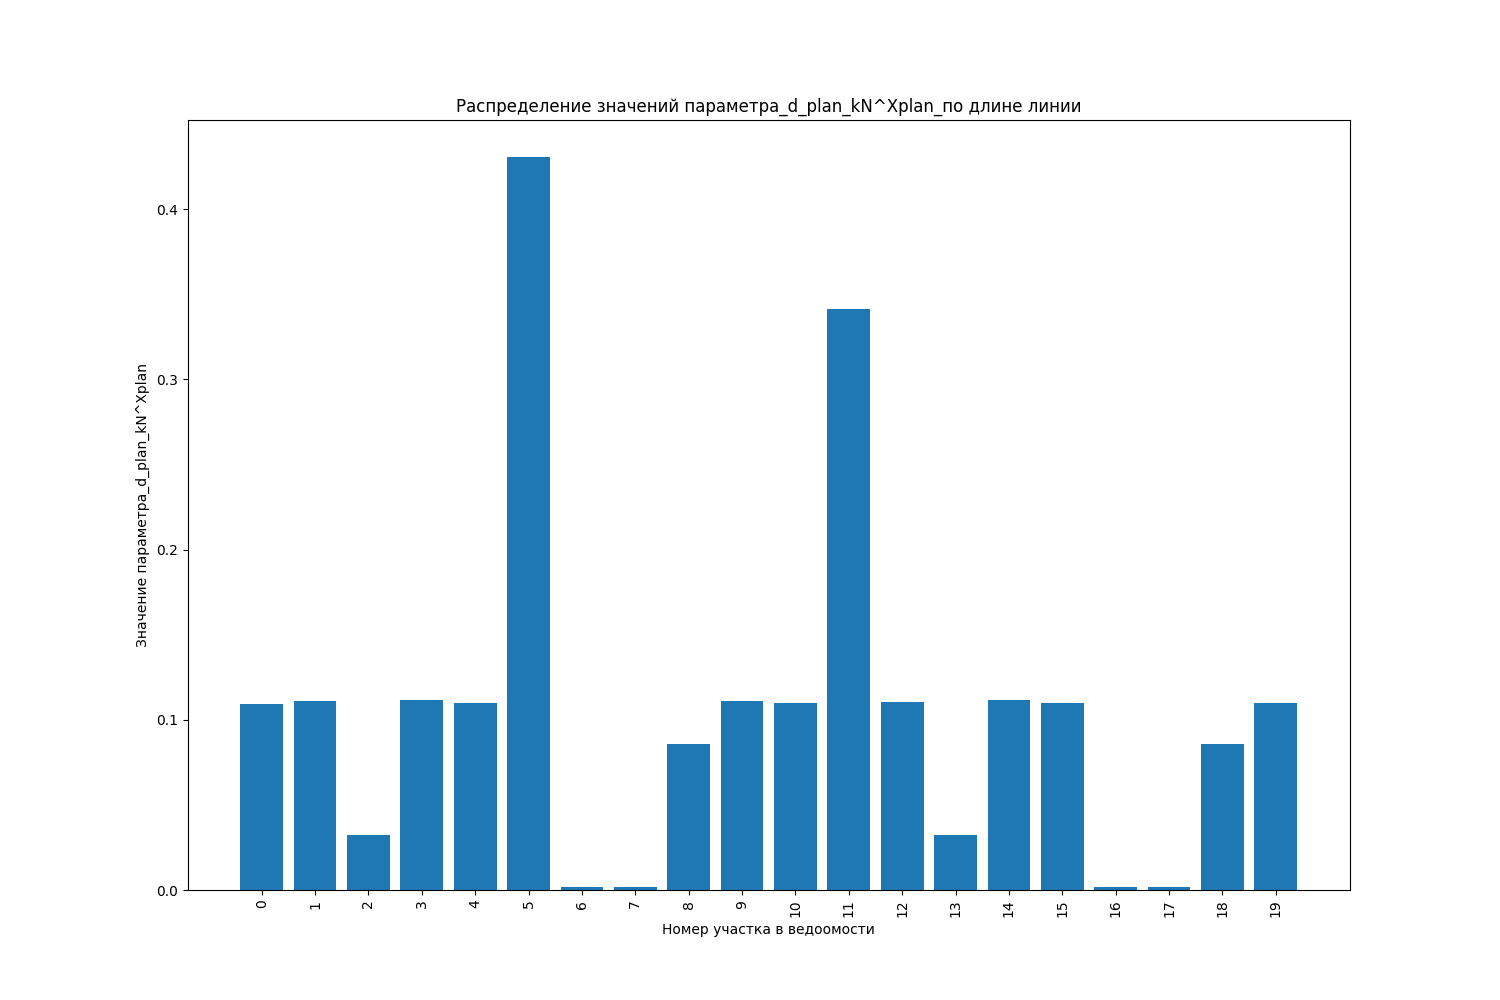 Распределение значений параметра_d_plan_kN^Xplan_по длине линии
Значение параметра_d_plan_kN^Xplan
0.4
0.3
0.2
0.1
0.0
0 1 2 3 4 5 6 7 8 9 10 11 12 13 14 15 16 17 18 19
Номер участка в ведоомости